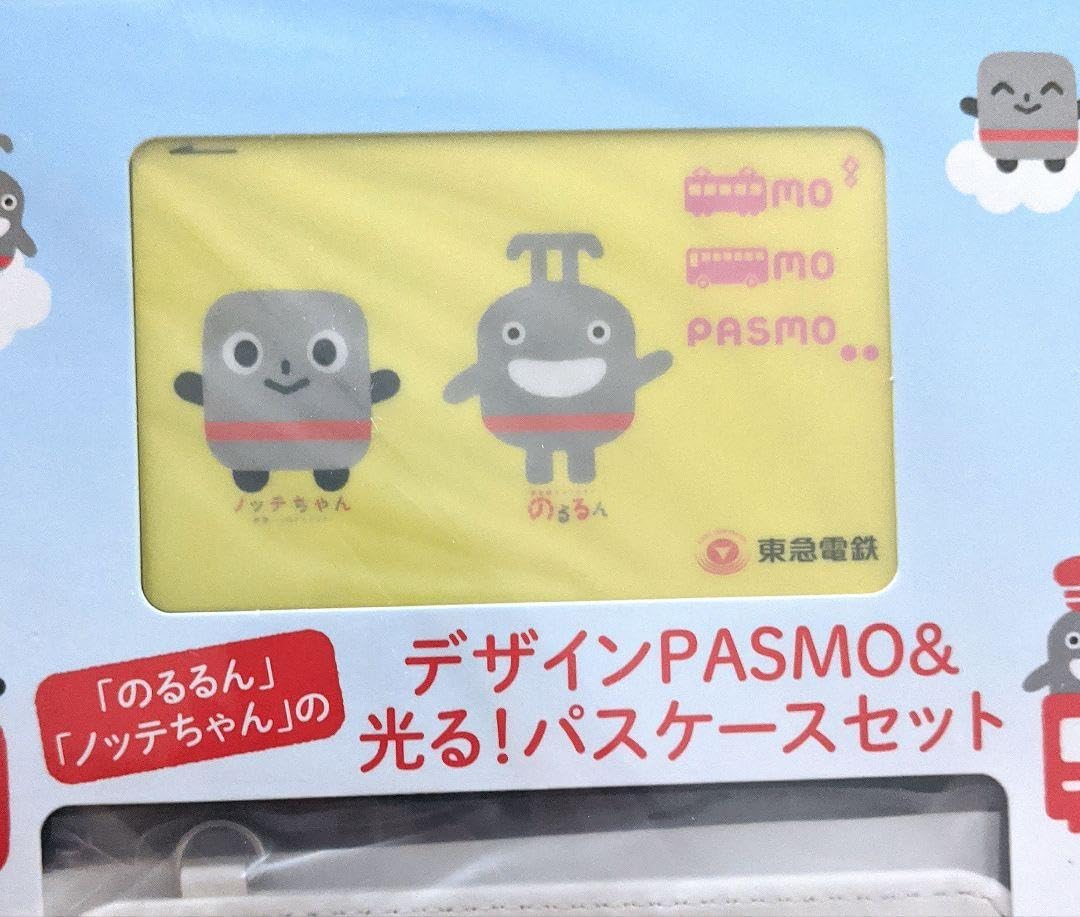 MO
MO
PASMO
ノッテちゃん
のるるん
東急電鉄
「のるるん」
「ノッテちゃん」の
デザインPASMO&
光る!パスケースセット